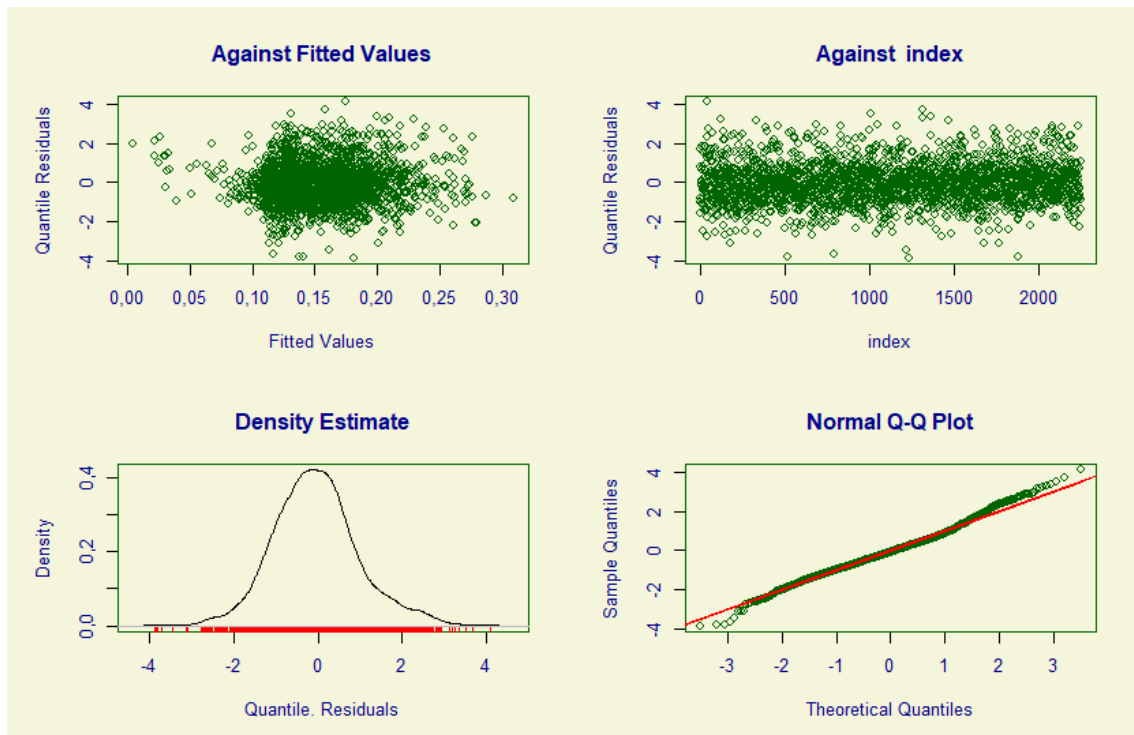 Against Fitted Values
Quantile Residuals
4
2
0
-2
-4
0,00 0,05 0,10 0,15 0,20 0,25 0,30
Fitted Values
Against index
Quantile Residuals
4
2
0
-2
-4
0 500 1000 1500 2000
index
Density Estimate
Density
0,4
0,2
0,0
-4 -2 0 2 4
Quantile. Residuals
Normal Q-Q Plot
Sample Quantiles
4
2
0
-2
-4
-3 -2 -1 0 1 2 3
Theoretical Quantiles